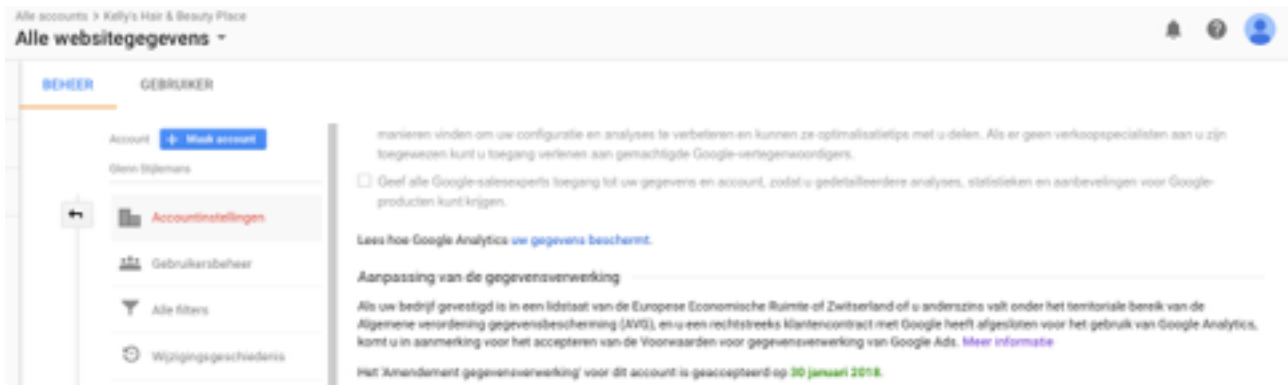 Alle accounts > Kelly's Hair & Beauty Place
Alle websitegegevens
BEHEER
GEBRUIKER
Account
+ Maak account
Glenn Stijlemans
Accountinstellingen
Gebruikersbeheer
Alle filters
Wijzigingsgeschiedenis
manieren vinden om uw configuratie en analyses te verbeteren en kunnen ze optimalisatietips met u delen. Als er geen verkoopspecialisten aan u zijn
toegewezen kunt u toegang verlenen aan gemachtigde Google-vertegenwoordigers.
Geef alle Google-salesexperts toegang tot uw gegevens en account, zodat u gedetailleerdere analyses, statistieken en aanbevelingen voor Google-
producten kunt krijgen.
Lees hoe Google Analytics uw gegevens beschermt.
Aanpassing van de gegevensverwerking
Als uw bedrijf gevestigd is in een lidstaat van de Europese Economische Ruimte of Zwitserland of u anderszins valt onder het territoriale bereik van de
Algemene verordening gegevensbescherming (AVG), en u een rechtstreeks klantencontract met Google heeft afgesloten voor het gebruik van Google Analytics,
komt u in aanmerking voor het accepteren van de Voorwaarden voor gegevensverwerking van Google Ads. Meer informatie
Het 'Amendement gegevensverwerking' voor dit account is geaccepteerd op 30 januari 2018.